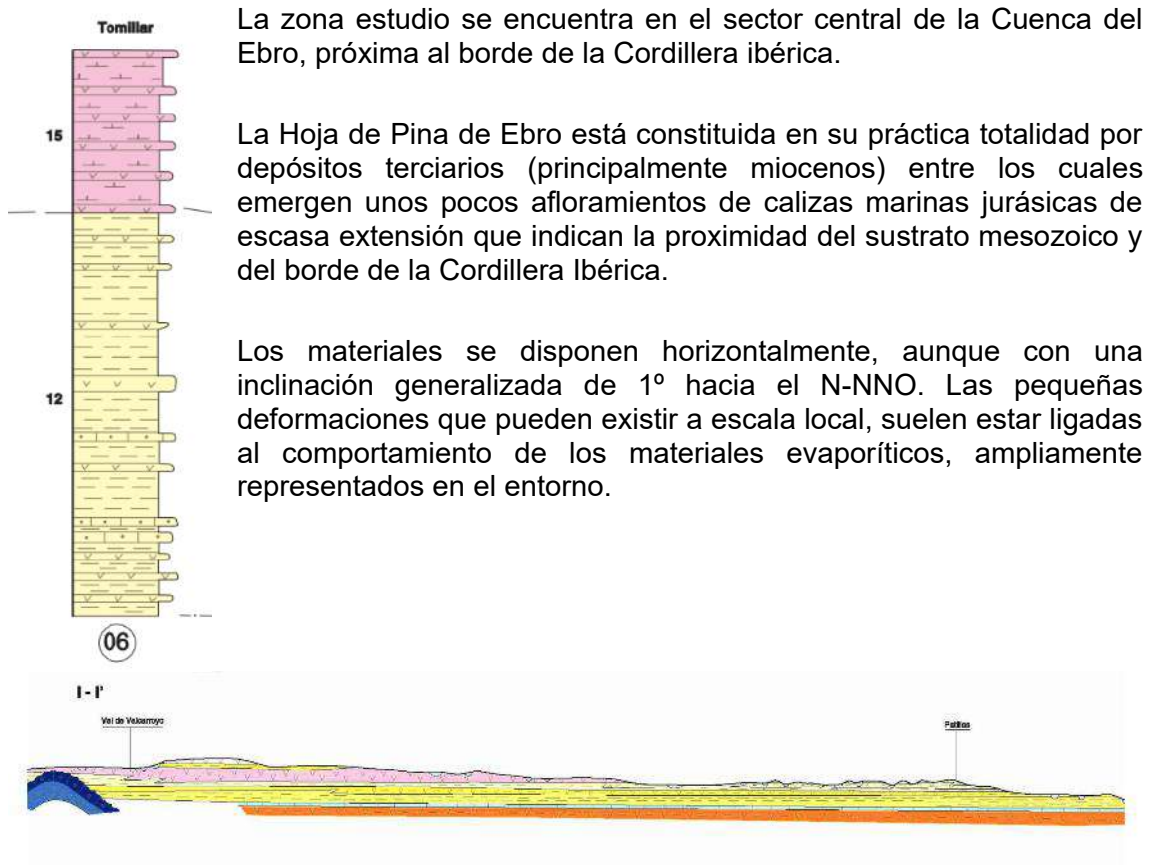 Tomillar
15
12
06
La zona estudio se encuentra en el sector central de la Cuenca del
Ebro, próxima al borde de la Cordillera ibérica.
La Hoja de Pina de Ebro está constituida en su práctica totalidad por
depósitos terciarios (principalmente miocenos) entre los cuales
emergen unos pocos afloramientos de calizas marinas jurásicas de
escasa extensión que indican la proximidad del sustrato mesozoico y
del borde de la Cordillera Ibérica.
Los materiales se disponen horizontalmente, aunque con una
inclinación generalizada de 1º hacia el N-NNO. Las pequeñas
deformaciones que pueden existir a escala local, suelen estar ligadas
al comportamiento de los materiales evaporíticos, ampliamente
representados en el entorno.
I - I'
Val de